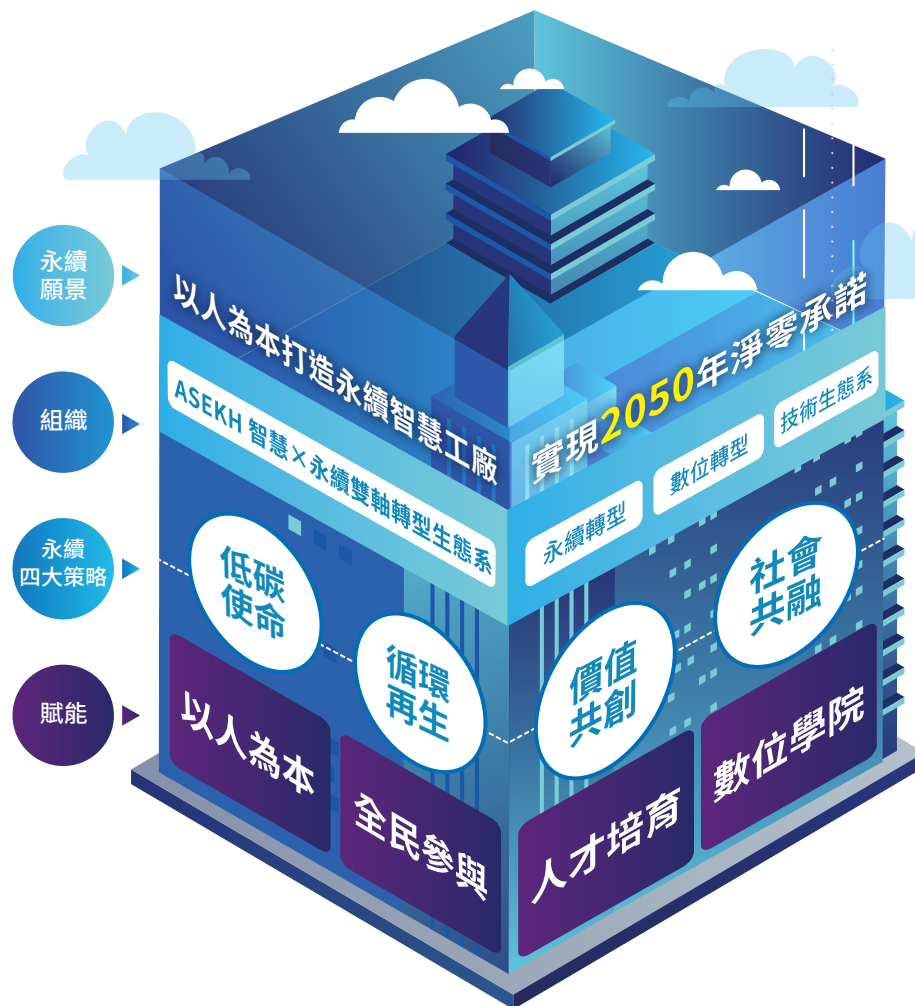 永續
願景
以人為本打造永續智慧工廠
實現2050年淨零承諾
組織
ASEKH 智慧×永續雙軸轉型生態系
永續轉型
數位轉型
技術生態系
永續
四大策略
低碳
使命
循環
再生
價值
共創
社會
共融
賦能
以人為本
全民參與
人才培育
數位學院